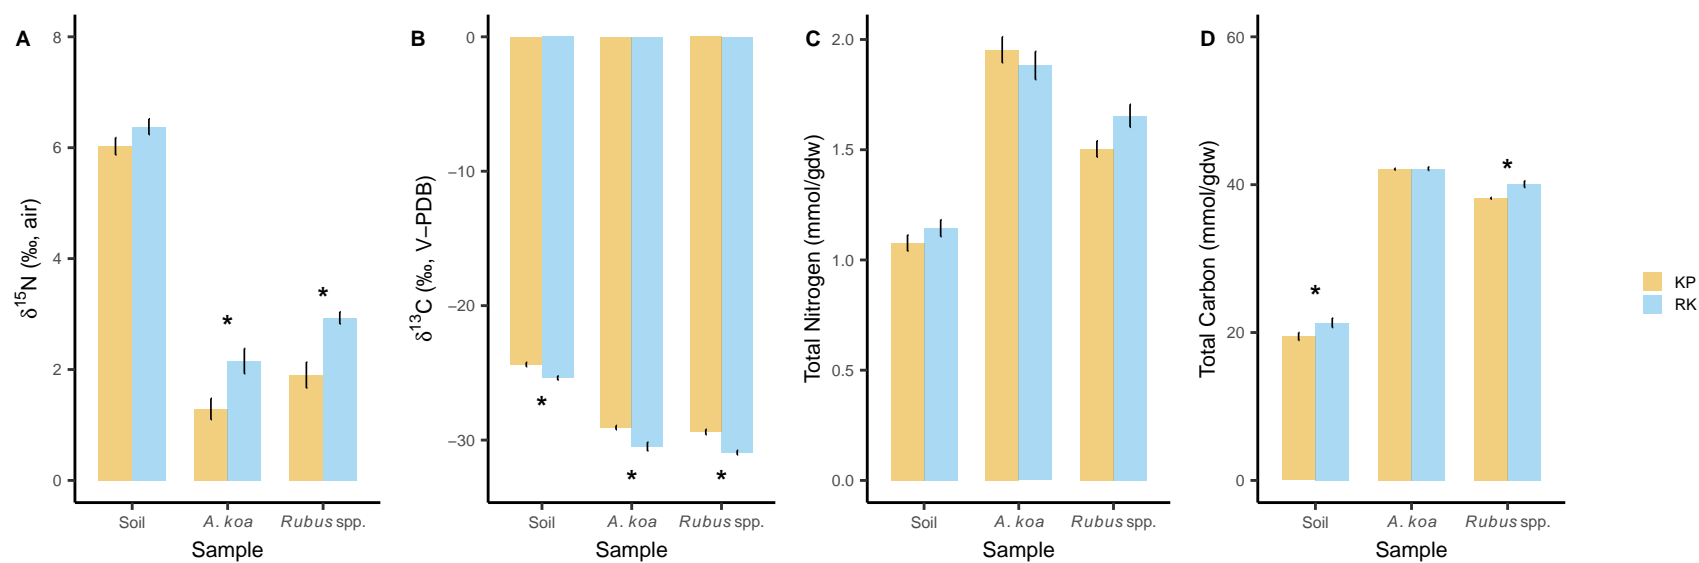 A
8
6
4
2
0
δ15N (‰, air)
Soil
A. koa
Rubus spp.
Sample
*
*
B
0
−10
−20
−30
δ13C (‰, V−PDB)
Soil
A. koa
Rubus spp.
Sample
*
*
*
C
2.0
1.5
1.0
0.5
0.0
Total Nitrogen (mmol/gdw)
Soil
A. koa
Rubus spp.
Sample
D
60
40
20
0
Total Carbon (mmol/gdw)
Soil
A. koa
Rubus spp.
Sample
*
*
KP
RK